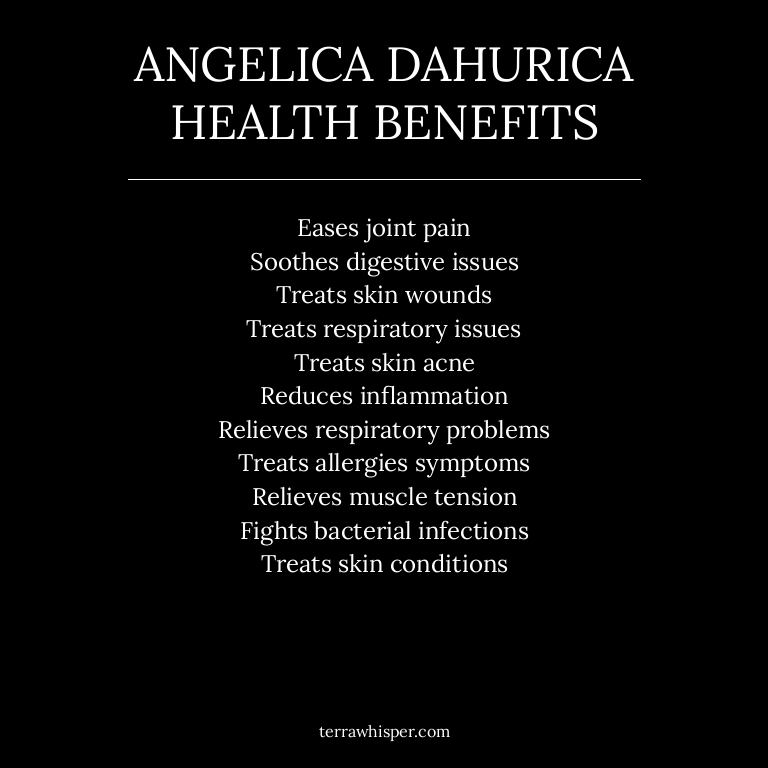 ANGELICA DAHURICA
HEALTH BENEFITS
Eases joint pain
Soothes digestive issues
Treats skin wounds
Treats respiratory issues
Treats skin acne
Reduces inflammation
Relieves respiratory problems
Treats allergies symptoms
Relieves muscle tension
Fights bacterial infections
Treats skin conditions
terrawhisper.com